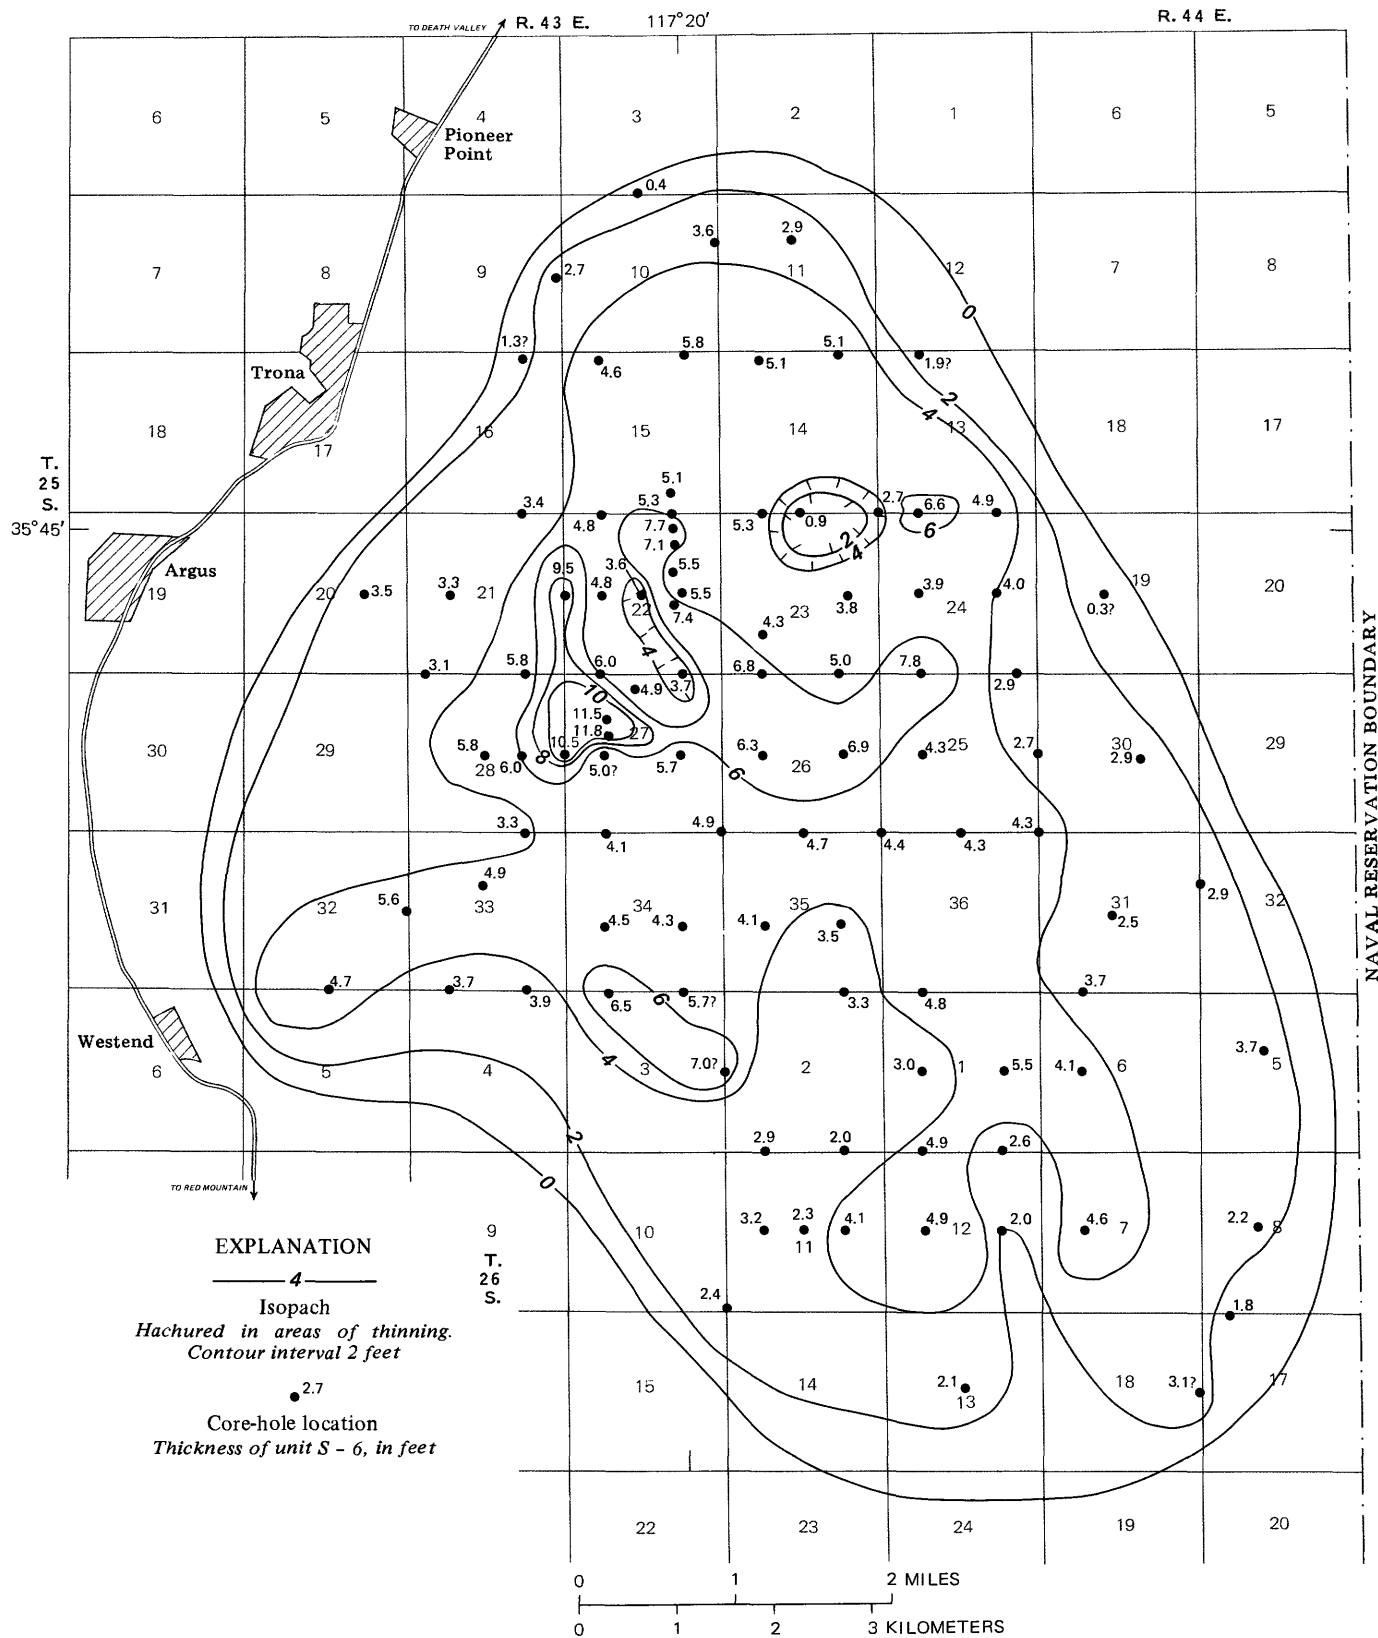 TO DEATH VALLEY R. 43 E. 117°20′ R. 44 E.
6 5 4 3 2 1 6 5
Pioneer
Point
0.4
3.6 2.9
7 8 9 2.7 10 11 12 7 8
0
1.3? 4.6 5.8 5.1 5.1 1.9?
Trona
2
4
18 17 16 15 14 13 18 17
T.
25
S.
35°45′
5.1
3.4 4.8 5.3 5.3 0.9 2.7 6.6 4.9
7.7 2 4 6
7.1
Argus
9.5 3.6 5.5
19 20 3.5 3.3 21 4.8 22 5.5 23 3.8 3.9 24 4.0 0.3? 19 20
7.4
4.3
4
3.1 5.8 6.0 3.7 6.8 5.0 7.8 2.9
4.9
10
11.5
11.8
30 29 5.8 28 6.0 8 10.5 5.0? 27 5.7 6.3 26 6.9 4.3 25 2.7 30 2.9 29
6
3.3 4.1 4.9 4.7 4.4 4.3 4.3
4.9 2.9
31 32 5.6 33 34 35 36 31 32
4.5 4.3 4.1 3.5 2.5
4.7 3.7 3.9 6.5 6 5.7? 3.3 4.8 3.7
Westend
3.7
6 5 4 4 3 7.0? 2 3.0 1 5.5 4.1 6 5
2
2.9 2.0 4.9 2.6
0
TO RED MOUNTAIN
9 10 3.2 2.3 11 4.1 4.9 12 2.0 4.6 7 2.2 8
T.
26
S.
2.4 1.8
15 14 2.1 13 18 3.1? 17
22 23 24 19 20
NAVAL RESERVATION BOUNDARY
EXPLANATION
4
Isopach
Hachured in areas of thinning.
Contour interval 2 feet
2.7
Core-hole location
Thickness of unit S – 6, in feet
0 1 2 MILES
0 1 2 3 KILOMETERS